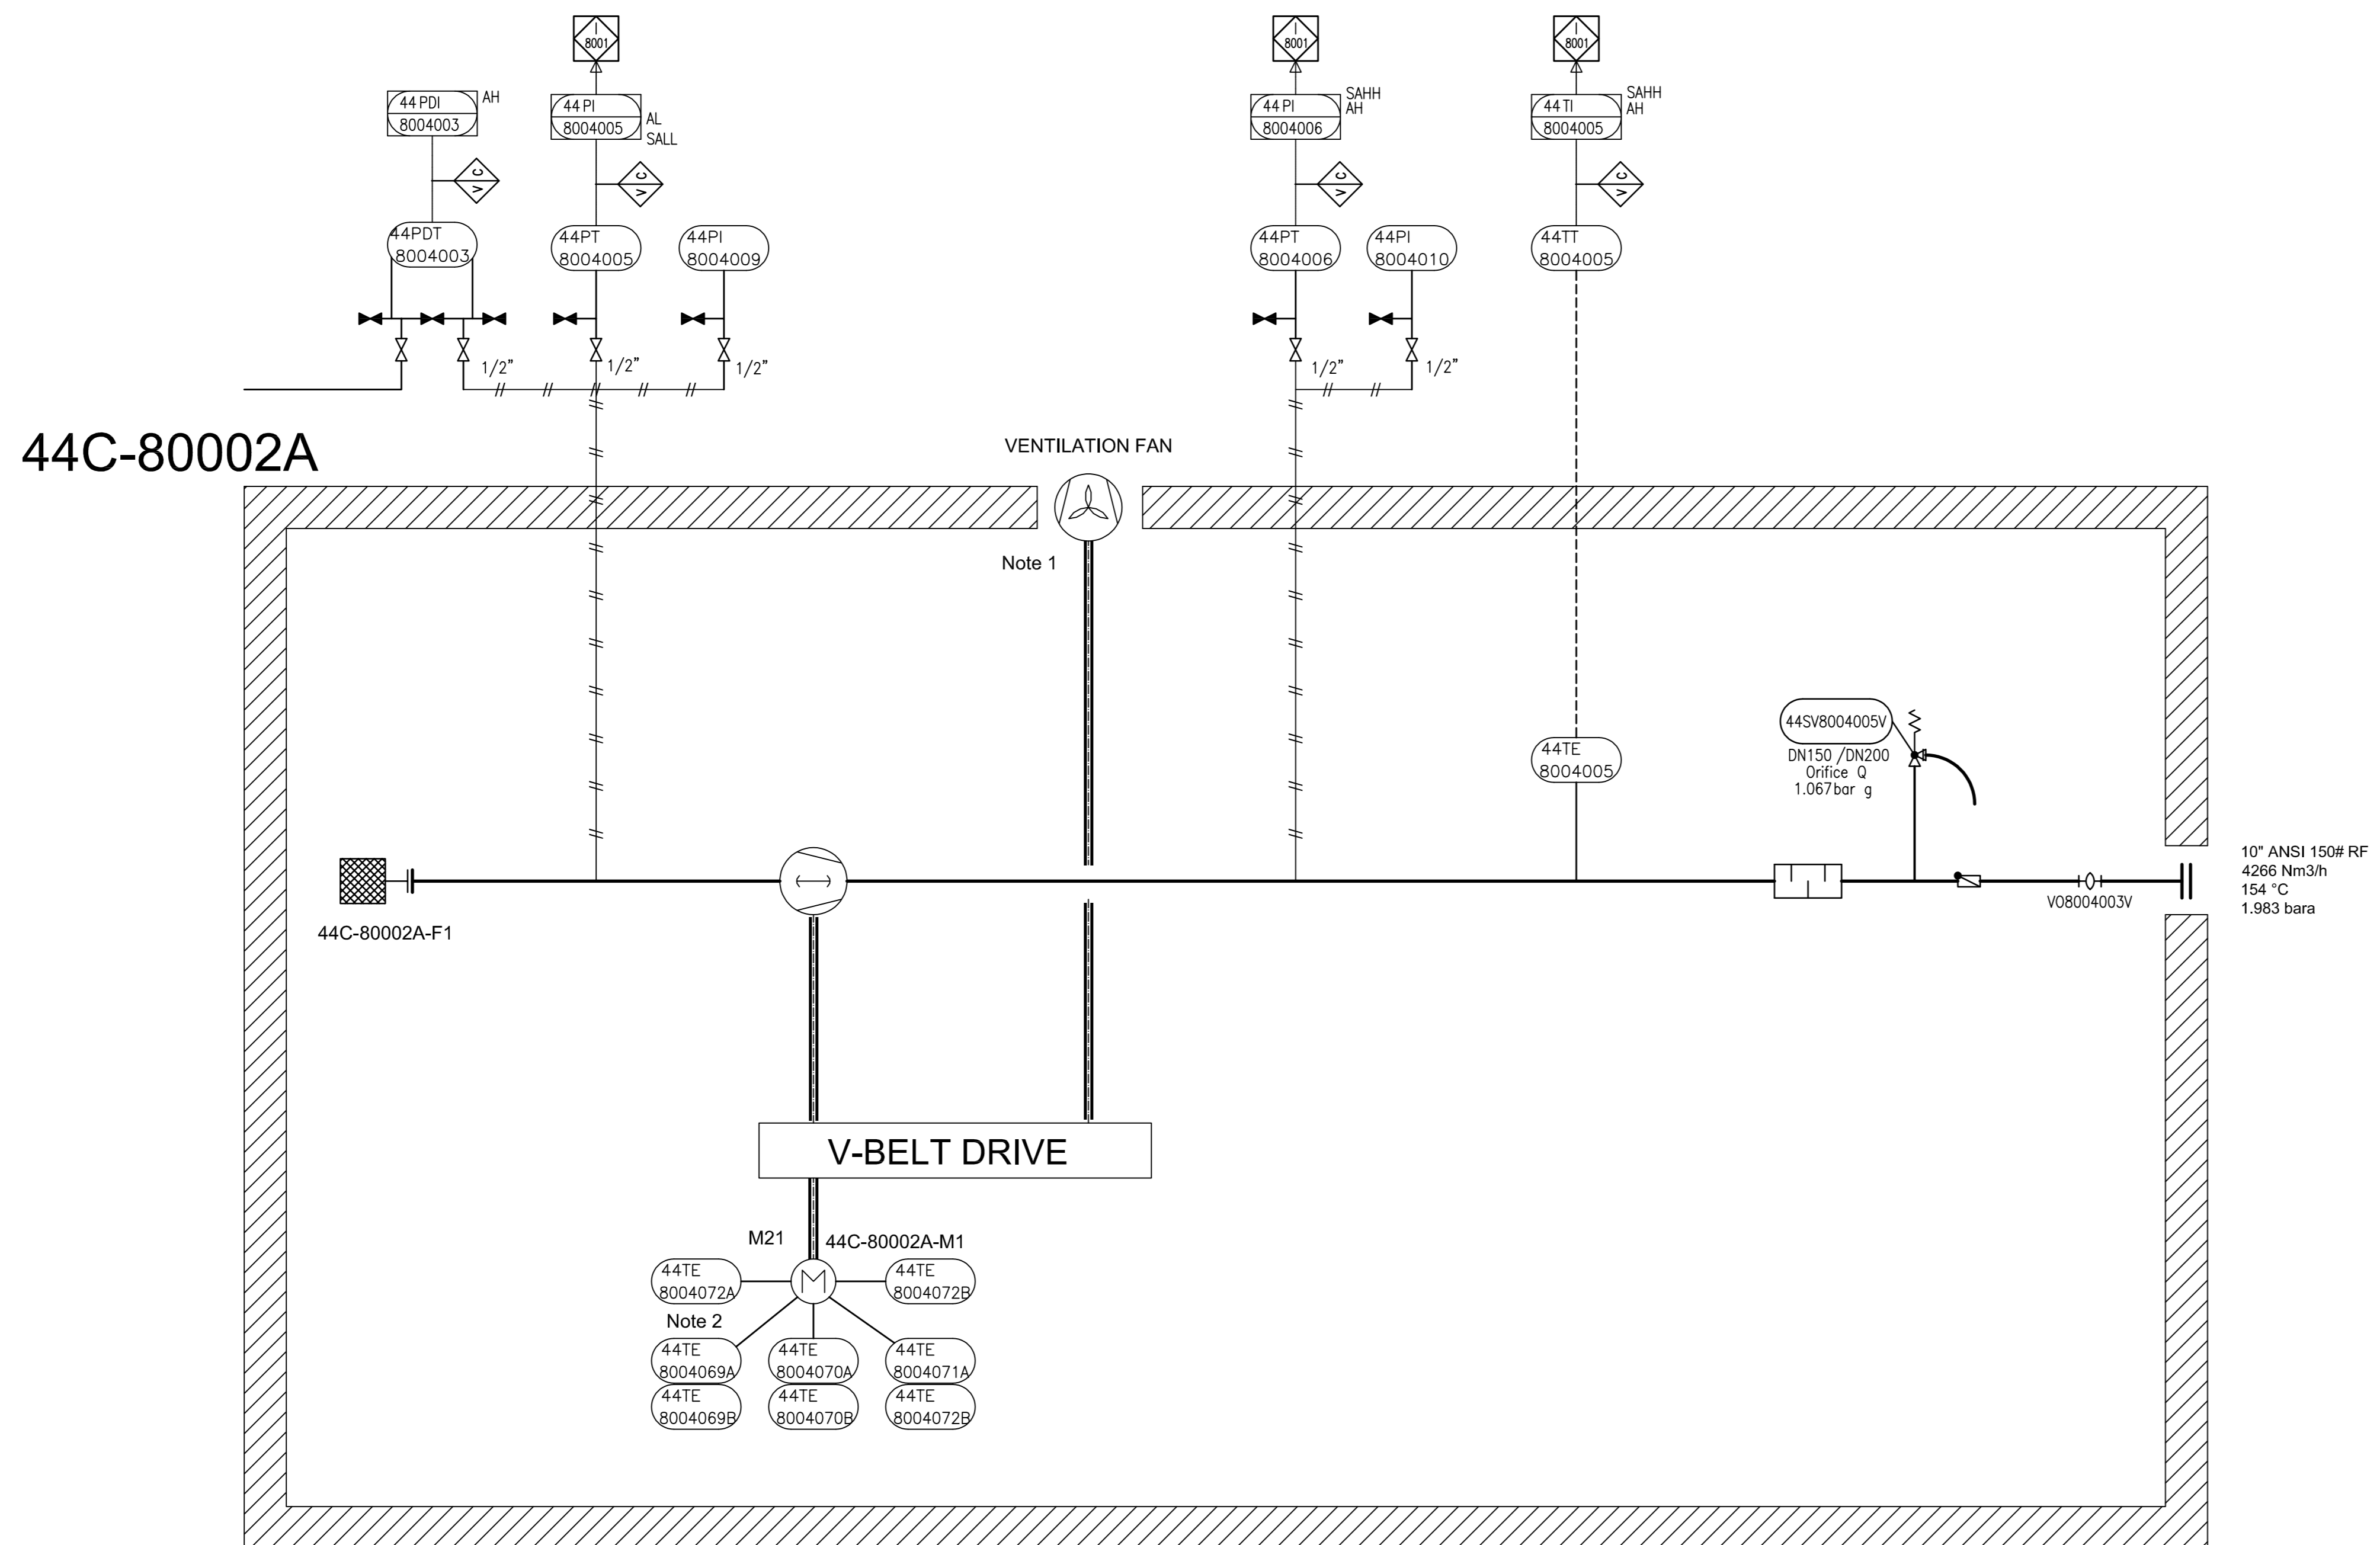 I
8001
I
8001
I
8001
44 PDI
8004003
AH
44 PI
8004005
AL
SALL
44 PI
8004006
SAHH
AH
44 TI
8004005
SAHH
AH
V C
V C
V C
V C
44PDT
8004003
44PT
8004005
44PI
8004009
44PT
8004006
44PI
8004010
44TT
8004005
1/2"
1/2"
1/2"
1/2"
1/2"
44C-80002A
VENTILATION FAN
Note 1
44SV8004005V
DN150 /DN200
Orifice Q
1.067bar g
44TE
8004005
10" ANSI 150# RF
4266 Nm3/h
154 °C
1.983 bara
VO8004003V
44C-80002A-F1
V-BELT DRIVE
M21
44C-80002A-M1
44TE
8004072A
M
44TE
8004072B
Note 2
44TE
8004069A
44TE
8004070A
44TE
8004071A
44TE
8004069B
44TE
8004070B
44TE
8004072B